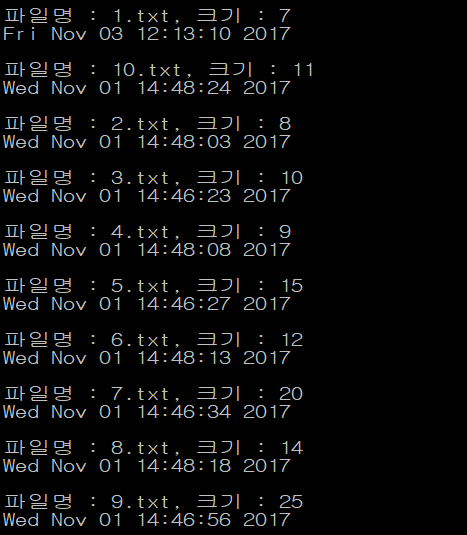 파일명 : 1.txt, 크기 : 7
Fri Nov 03 12:13:10 2017
파일명 : 10.txt, 크기 : 11
Wed Nov 01 14:48:24 2017
파일명 : 2.txt, 크기 : 8
Wed Nov 01 14:48:03 2017
파일명 : 3.txt, 크기 : 10
Wed Nov 01 14:46:23 2017
파일명 : 4.txt, 크기 : 9
Wed Nov 01 14:48:08 2017
파일명 : 5.txt, 크기 : 15
Wed Nov 01 14:46:27 2017
파일명 : 6.txt, 크기 : 12
Wed Nov 01 14:48:13 2017
파일명 : 7.txt, 크기 : 20
Wed Nov 01 14:46:34 2017
파일명 : 8.txt, 크기 : 14
Wed Nov 01 14:48:18 2017
파일명 : 9.txt, 크기 : 25
Wed Nov 01 14:46:56 2017